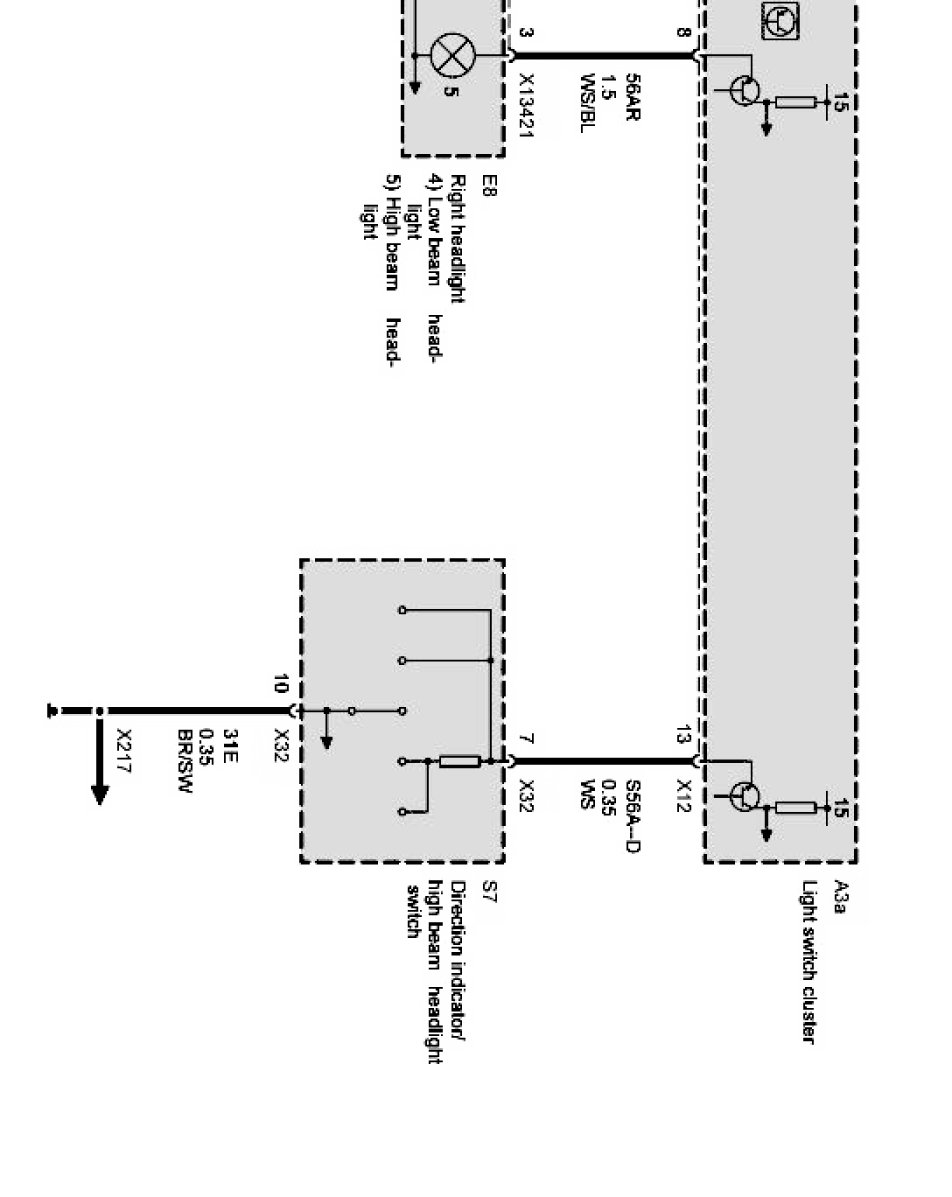 15
8
3
56AR
1.5
WS/BL
X13421
5
E8
Right headlight
4) Low beam head-
light
5) High beam head-
light
15
A3a
Light switch cluster
13
X12
S56A--D
0.35
WS
7
X32
S7
Direction indicator/
high beam headlight
switch
10
X32
31E
0.35
BR/SW
X217